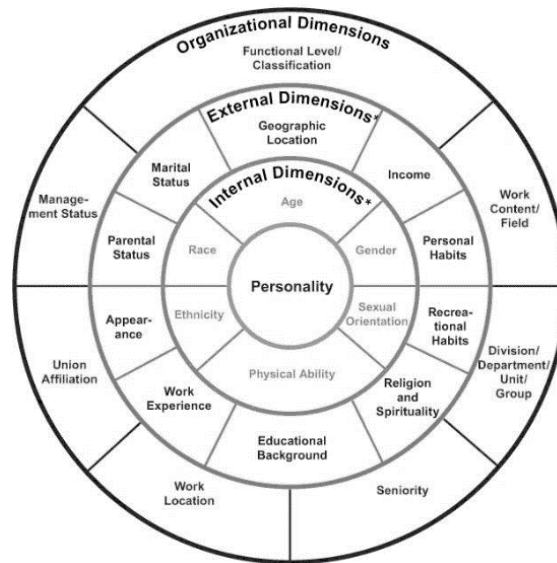 Organizational Dimensions
Functional Level/
Classification
External Dimensions*
Geographic
Location
Marital
Status
Income
Internal Dimensions*
Age
Manage-
ment Status
Work
Content/
Field
Parental
Status
Race
Gender
Personal
Habits
Personality
Appear-
ance
Ethnicity
Sexual
Orientation
Recrea-
tional
Habits
Union
Affiliation
Division/
Department/
Unit/
Group
Physical Ability
Work
Experience
Religion
and
Spirituality
Educational
Background
Work
Location
Seniority